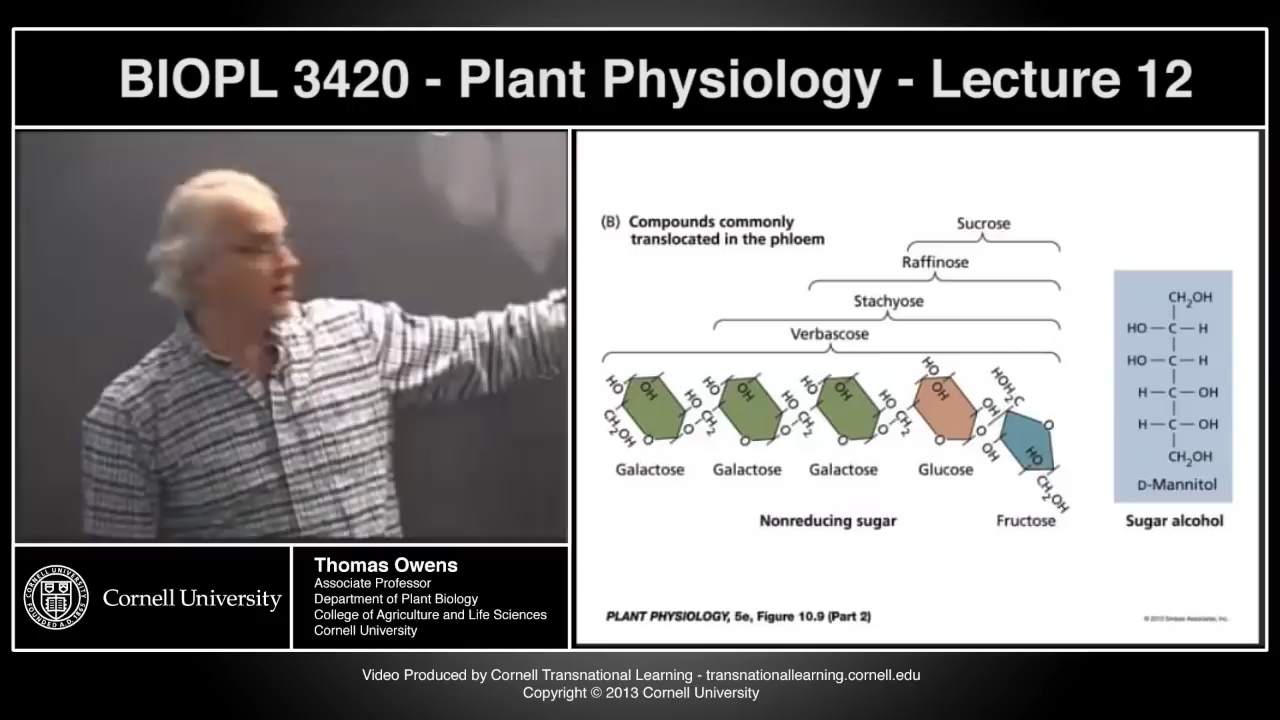 BIOPL 3420 - Plant Physiology - Lecture 12
(B) Compounds commonly
translocated in the phloem
Sucrose
Raffinose
Stachyose
Verbascose
HO OH HO OH HO OH HO OH HOH₂C
CH₂OH O O HO CH₂ O O HO CH₂ O O HO CH₂ O OH O OH HO O CH₂OH
Galactose Galactose Galactose Glucose
Fructose
Nonreducing sugar
CH₂OH
HO — C — H
HO — C — H
H — C — OH
H — C — OH
CH₂OH
D-Mannitol
Sugar alcohol
PLANT PHYSIOLOGY, 5e, Figure 10.9 (Part 2)
© 2010 Sinauer Associates, Inc.
Cornell University
Thomas Owens
Associate Professor
Department of Plant Biology
College of Agriculture and Life Sciences
Cornell University
Video Produced by Cornell Transnational Learning - transnationallearning.cornell.edu
Copyright © 2013 Cornell University